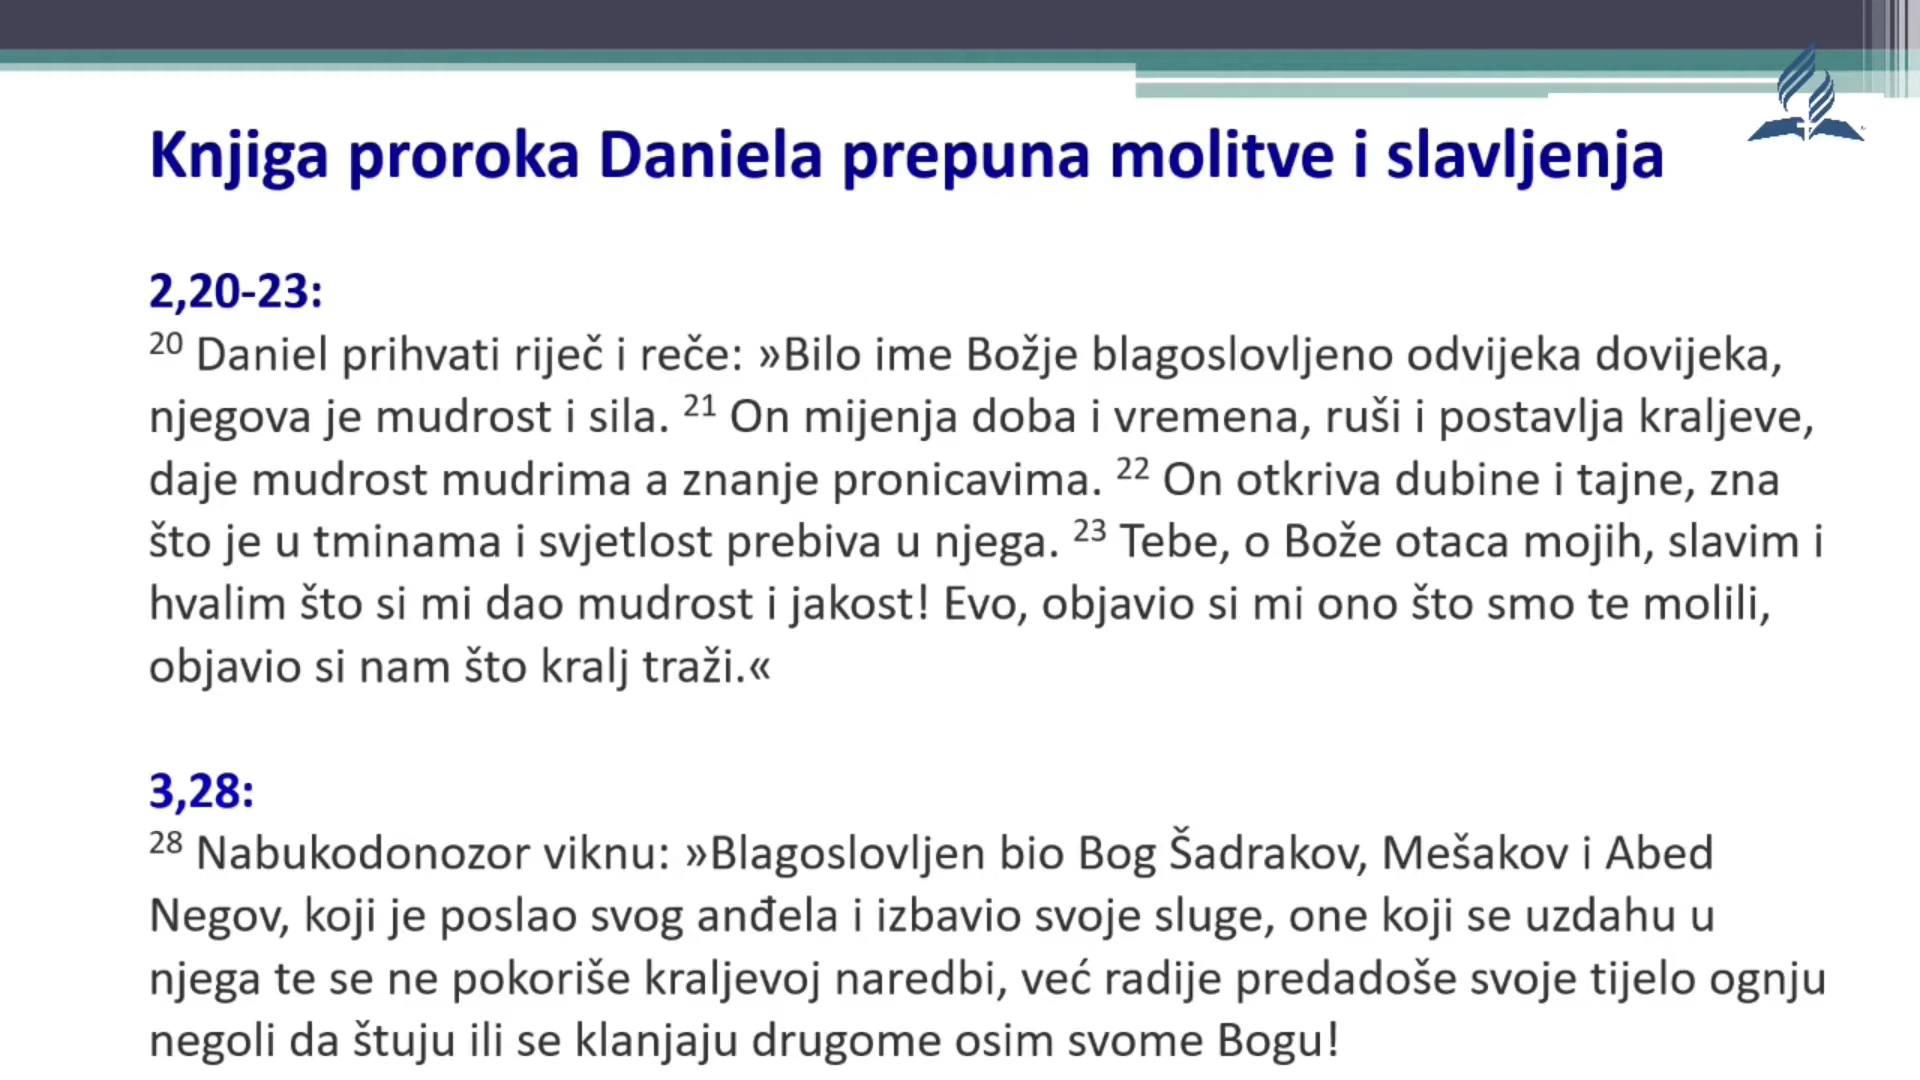 Knjiga proroka Daniela prepuna molitve i slavljenja
2,20-23:
20 Daniel prihvati riječ i reče: »Bilo ime Božje blagoslovljeno odvijeka dovijeka,
njegova je mudrost i sila. 21 On mijenja doba i vremena, ruši i postavlja kraljeve,
daje mudrost mudrima a znanje pronicavima. 22 On otkriva dubine i tajne, zna
što je u tminama i svjetlost prebiva u njega. 23 Tebe, o Bože otaca mojih, slavim i
hvalim što si mi dao mudrost i jakost! Evo, objavio si mi ono što smo te molili,
objavio si nam što kralj traži.«
3,28:
28 Nabukodonozor viknu: »Blagoslovljen bio Bog Šadrakov, Mešakov i Abed
Negov, koji je poslao svog anđela i izbavio svoje sluge, one koji se uzdahu u
njega te se ne pokoriše kraljevoj naredbi, već radije predadoše svoje tijelo ognju
negoli da štuju ili se klanjaju drugome osim svome Bogu!